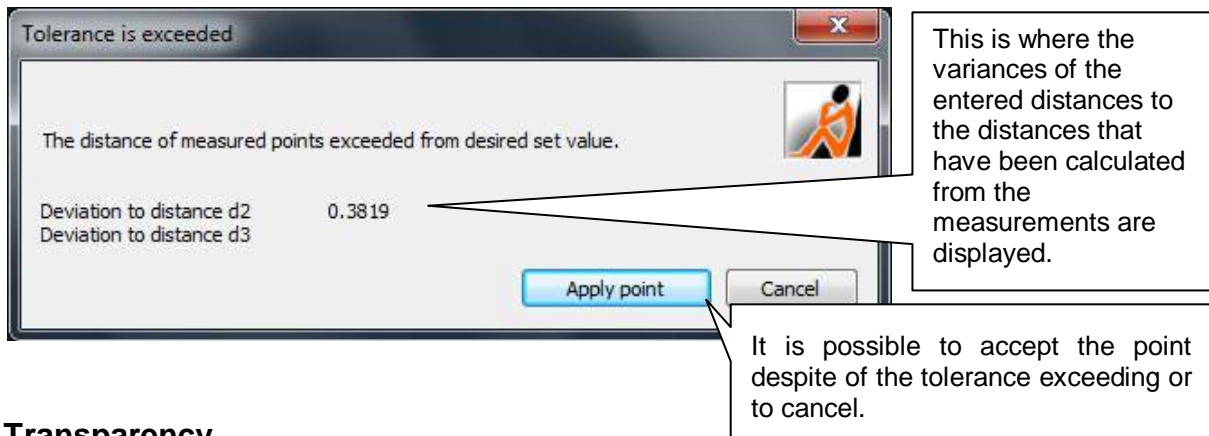 Tolerance is exceeded
The distance of measured points exceeded from desired set value.
Deviation to distance d2 0.3819
Deviation to distance d3
Apply point
Cancel
This is where the
variances of the
entered distances to
the distances that
have been calculated
from the
measurements are
displayed.
It is possible to accept the point
despite of the tolerance exceeding or
to cancel.
Transparency